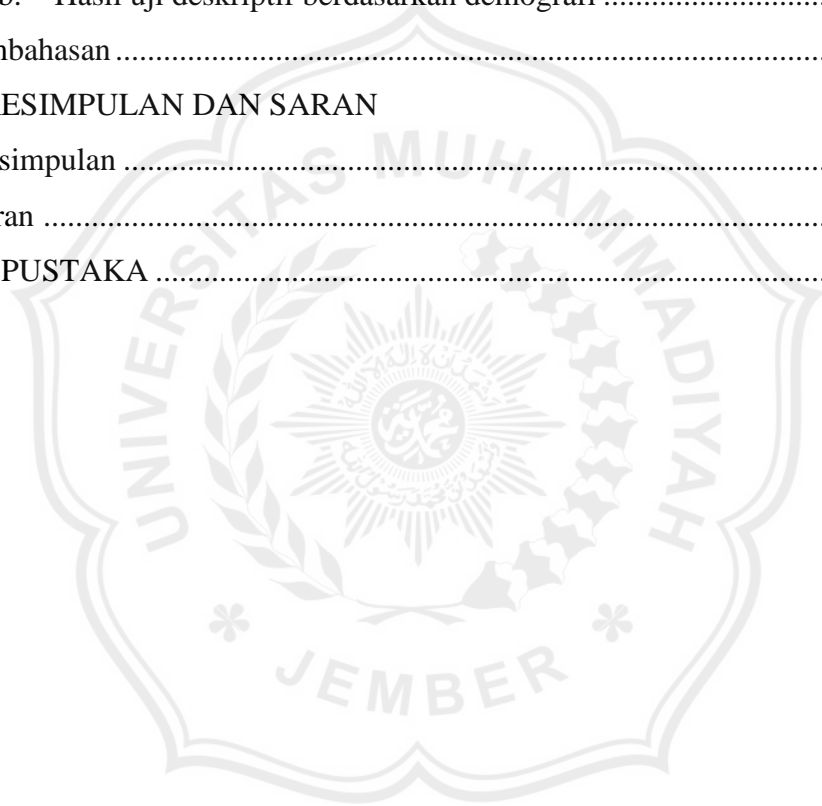 b. Hasil uji deskriptif berdasarkan demografi ........................
mbahasan ..........................................................................................
ESIMPULAN DAN SARAN
simpulan .........................................................................................
ran ....................................................................................................
PUSTAKA ....................................................................................
UNIVERSITAS MUHAMMADIYAH
JEMBER